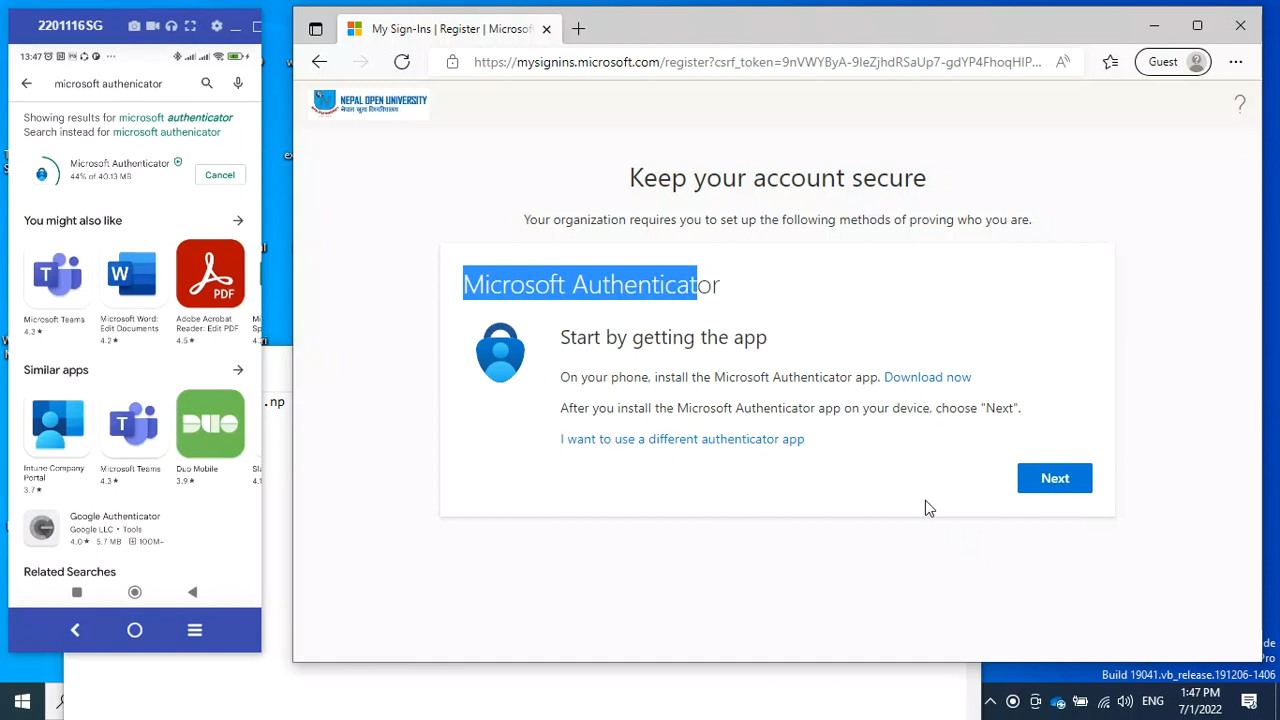 2201116SG
13:47
microsoft authenicator
Showing results for microsoft authenticator
Search instead for microsoft authenicator
Microsoft Authenticator
44% of 40.13 MB
Cancel
You might also like
Microsoft Teams
4.3★
Microsoft Word: Edit Documents
4.2★
Adobe Acrobat Reader: Edit PDF
4.5★
Similar apps
Intune Company Portal
3.7★
Microsoft Teams
4.3★
DUO
Duo Mobile
3.9★
Google Authenticator
Google LLC • Tools
4.0★ 5.7 MB 100M+
Related Searches
My Sign-Ins | Register | Microsof
https://mysignins.microsoft.com/register?csrf_token=9nVWYByA-9IeZjhdRSaUp7-gdYP4FhoqHIP...
Guest
NEPAL OPEN UNIVERSITY
नेपाल खुला विश्वविद्यालय
Keep your account secure
Your organization requires you to set up the following methods of proving who you are.
Microsoft Authenticator
Start by getting the app
On your phone, install the Microsoft Authenticator app. Download now
After you install the Microsoft Authenticator app on your device, choose "Next".
I want to use a different authenticator app
Next
.np
Build 19041.vb_release.191206-1406
ENG
1:47 PM
7/1/2022